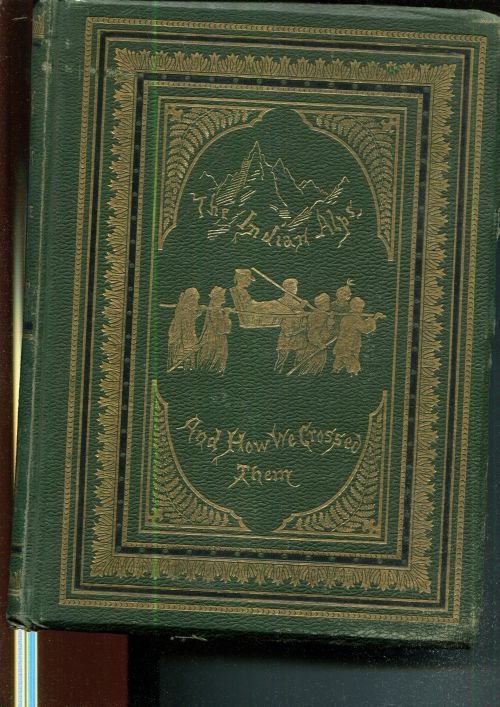 The Indian Alps,
And How We Crossed
Them